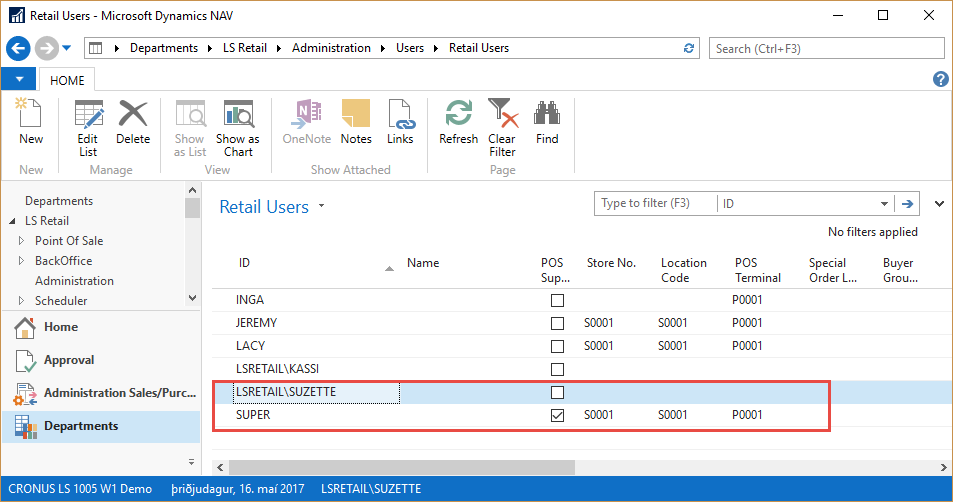 Retail Users - Microsoft Dynamics NAV
Departments LS Retail Administration Users Retail Users
Search (Ctrl+F3)
HOME
New
Edit List
Delete
Show as List
Show as Chart
OneNote
Notes
Links
Refresh
Clear Filter
Find
New
Manage
View
Show Attached
Page
Departments
LS Retail
Point Of Sale
BackOffice
Administration
Scheduler
Home
Approval
Administration Sales/Purc...
Departments
Retail Users
Type to filter (F3) ID
No filters applied
ID Name POS Sup... Store No. Location Code POS Terminal Special Order L... Buyer Grou...
INGA P0001
JEREMY S0001 S0001 P0001
LACY S0001 S0001 P0001
LSRETAIL\KASSI
LSRETAIL\SUZETTE
SUPER S0001 S0001 P0001
CRONUS LS 1005 W1 Demo þriðjudagur, 16. maí 2017 LSRETAIL\SUZETTE